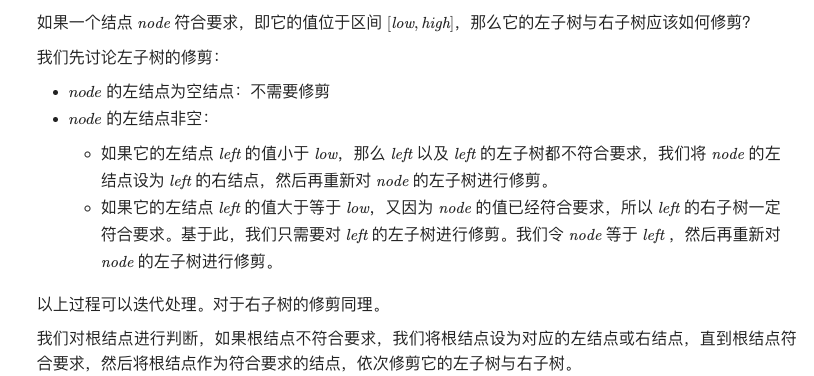 如果一个结点 node 符合要求，即它的值位于区间 [low, high]，那么它的左子树与右子树应该如何修剪？
我们先讨论左子树的修剪：
• node 的左结点为空结点：不需要修剪
• node 的左结点非空：
◦ 如果它的左结点 left 的值小于 low，那么 left 以及 left 的左子树都不符合要求，我们将 node 的左
结点设为 left 的右结点，然后再重新对 node 的左子树进行修剪。
◦ 如果它的左结点 left 的值大于等于 low，又因为 node 的值已经符合要求，所以 left 的右子树一定
符合要求。基于此，我们只需要对 left 的左子树进行修剪。我们令 node 等于 left ，然后再重新对
node 的左子树进行修剪。
以上过程可以迭代处理。对于右子树的修剪同理。
我们对根结点进行判断，如果根结点不符合要求，我们将根结点设为对应的左结点或右结点，直到根结点符
合要求，然后将根结点作为符合要求的结点，依次修剪它的左子树与右子树。